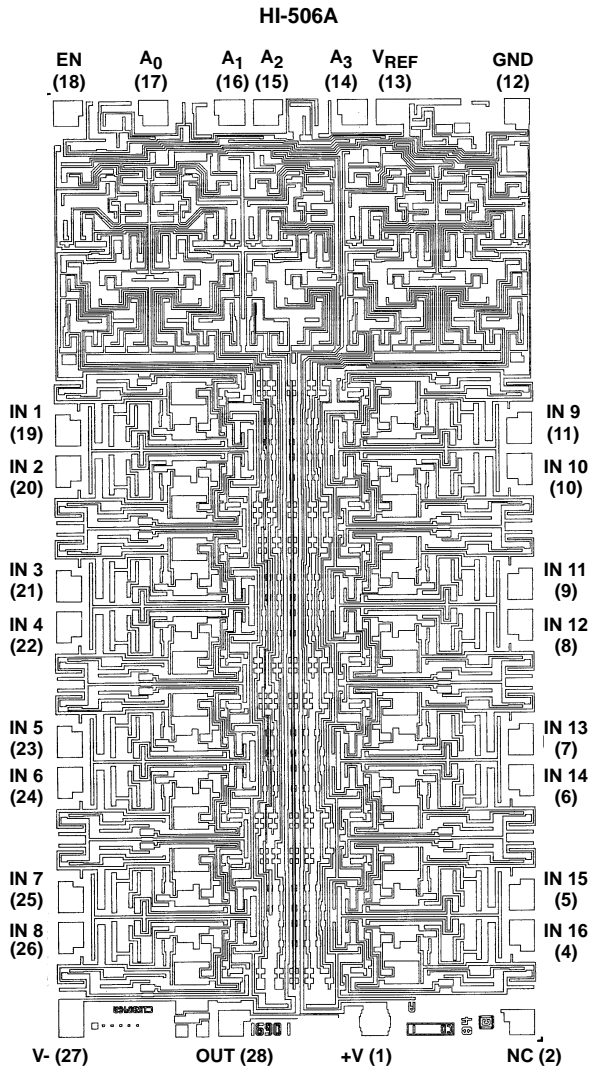 HI-506A
EN A0 A1 A2 A3 VREF GND
(18) (17) (16) (15) (14) (13) (12)
IN 1
(19)
IN 2
(20)
IN 3
(21)
IN 4
(22)
IN 5
(23)
IN 6
(24)
IN 7
(25)
IN 8
(26)
IN 9
(11)
IN 10
(10)
IN 11
(9)
IN 12
(8)
IN 13
(7)
IN 14
(6)
IN 15
(5)
IN 16
(4)
V- (27) OUT (28) +V (1) NC (2)